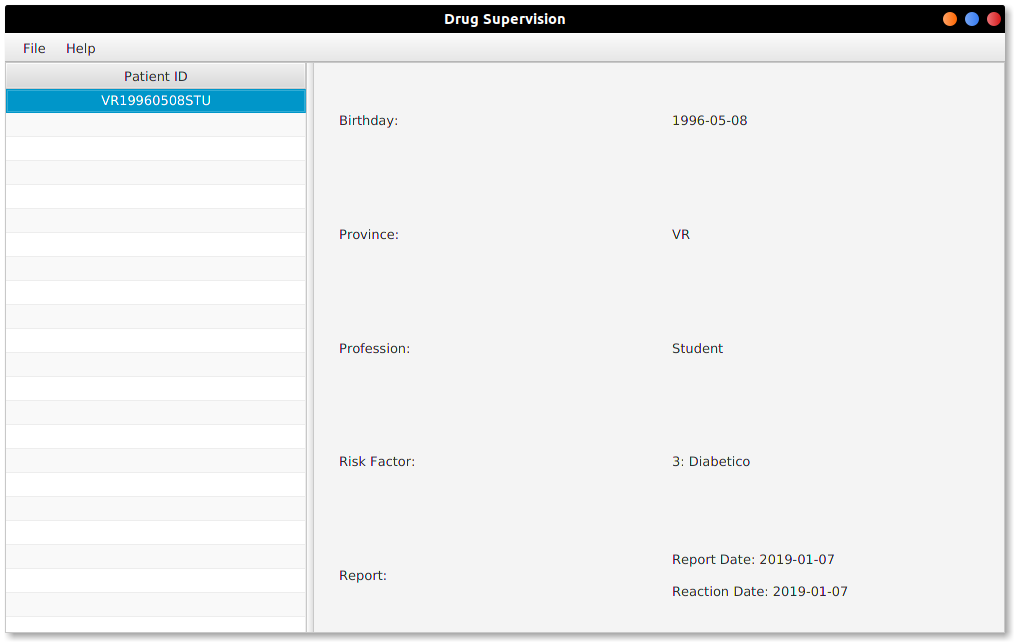 Drug Supervision
File Help
Patient ID
VR19960508STU
Birthday: 1996-05-08
Province: VR
Profession: Student
Risk Factor: 3: Diabetico
Report:
Report Date: 2019-01-07
Reaction Date: 2019-01-07